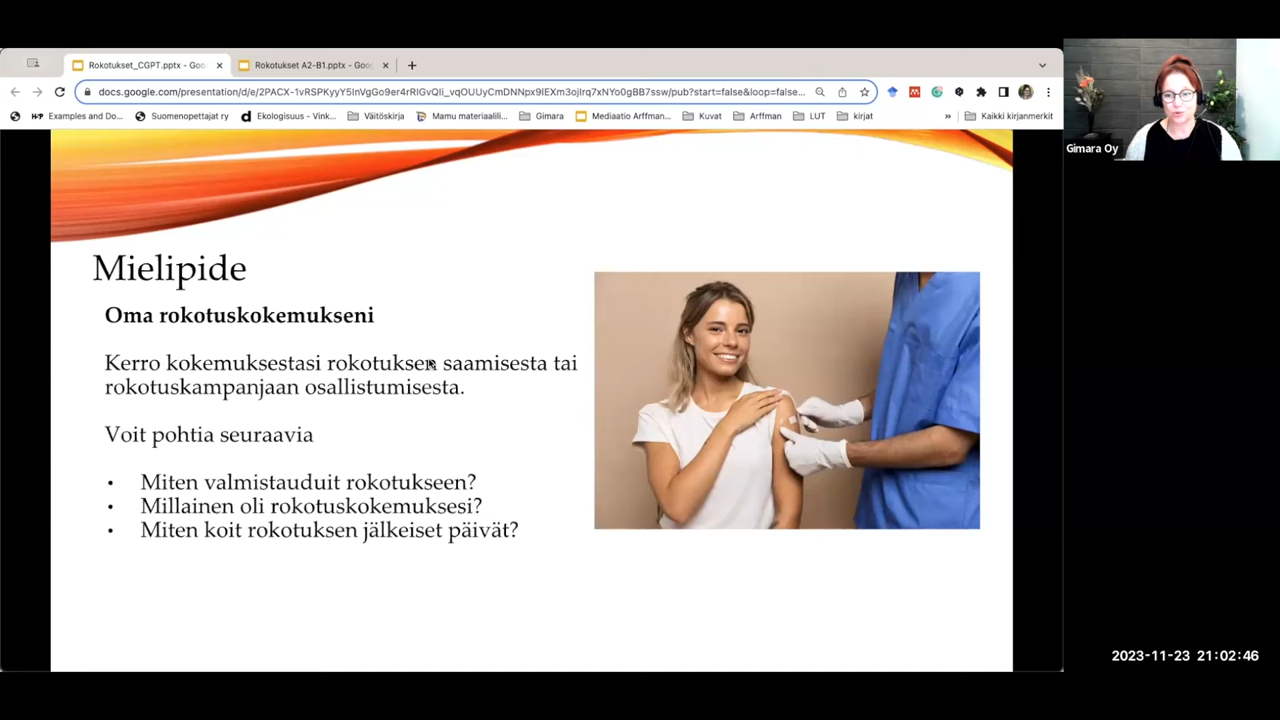 Rokotukset_CGPT.pptx - Goo
Rokotukset A2-B1.pptx - Goo
docs.google.com/presentation/d/e/2PACX-1vRSPKyyY5InVgGo9er4rRIGvQIi_vqOUUyCmDNNpx9IEXm3ojIrq7xNYo0gBB7ssw/pub?start=false&loop=false...
Examples and Do...
Suomenopettajat ry
Ekologisuus - Vink...
Väitöskirja
Mamu materiaalili...
Gimara
Mediaatio Arffman...
Kuvat
Arffman
LUT
kirjat
»
Kaikki kirjanmerkit
Gimara Oy
Mielipide
Oma rokotuskokemukseni
Kerro kokemuksestasi rokotuksen saamisesta tai
rokotuskampanjaan osallistumisesta.
Voit pohtia seuraavia
• Miten valmistauduit rokotukseen?
• Millainen oli rokotuskokemuksesi?
• Miten koit rokotuksen jälkeiset päivät?
2023-11-23 21:02:46